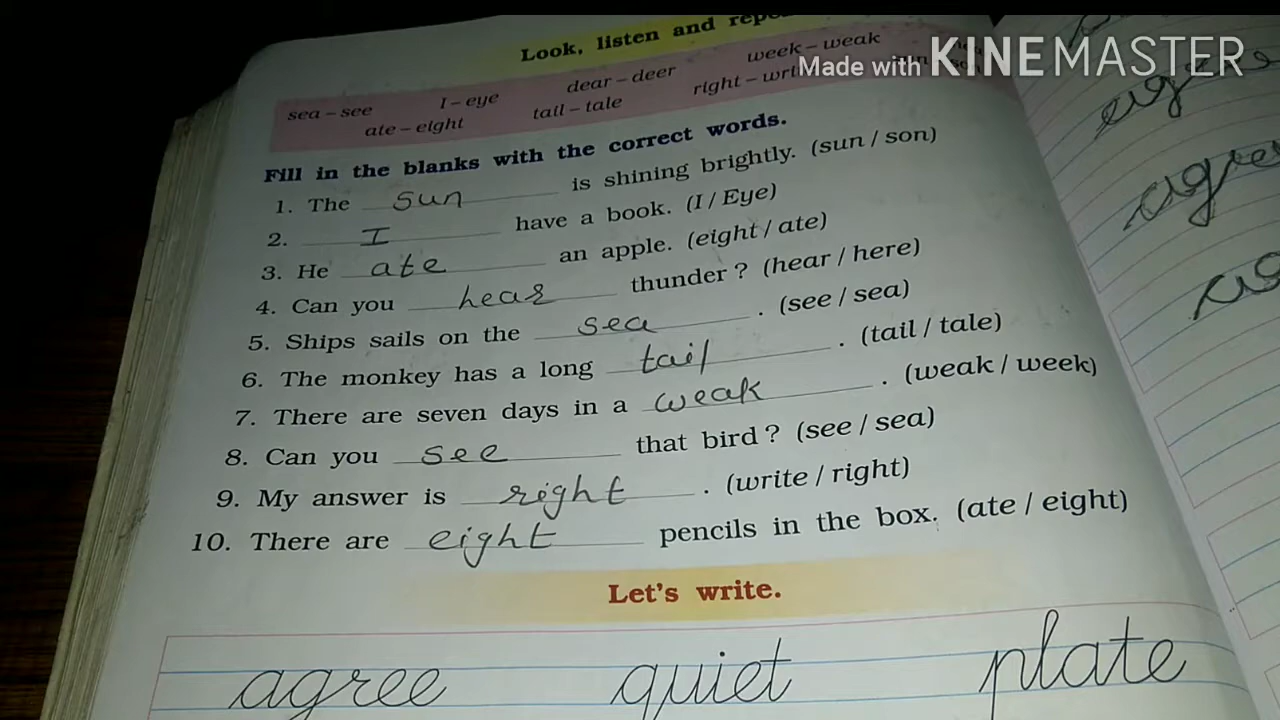 Look, listen and repe
sea – see I – eye dear – deer week – weak
ate – eight tail – tale right – wri
Made with KINEMASTER
Fill in the blanks with the correct words.
1. The sun is shining brightly. (sun / son)
2. I have a book. (I / Eye)
3. He ate an apple. (eight / ate)
4. Can you hear thunder ? (hear / here)
5. Ships sails on the sea . (see / sea)
6. The monkey has a long tail . (tail / tale)
7. There are seven days in a weak . (weak / week)
8. Can you see that bird ? (see / sea)
9. My answer is right . (write / right)
10. There are eight pencils in the box. (ate / eight)
Let's write.
agree quiet plate